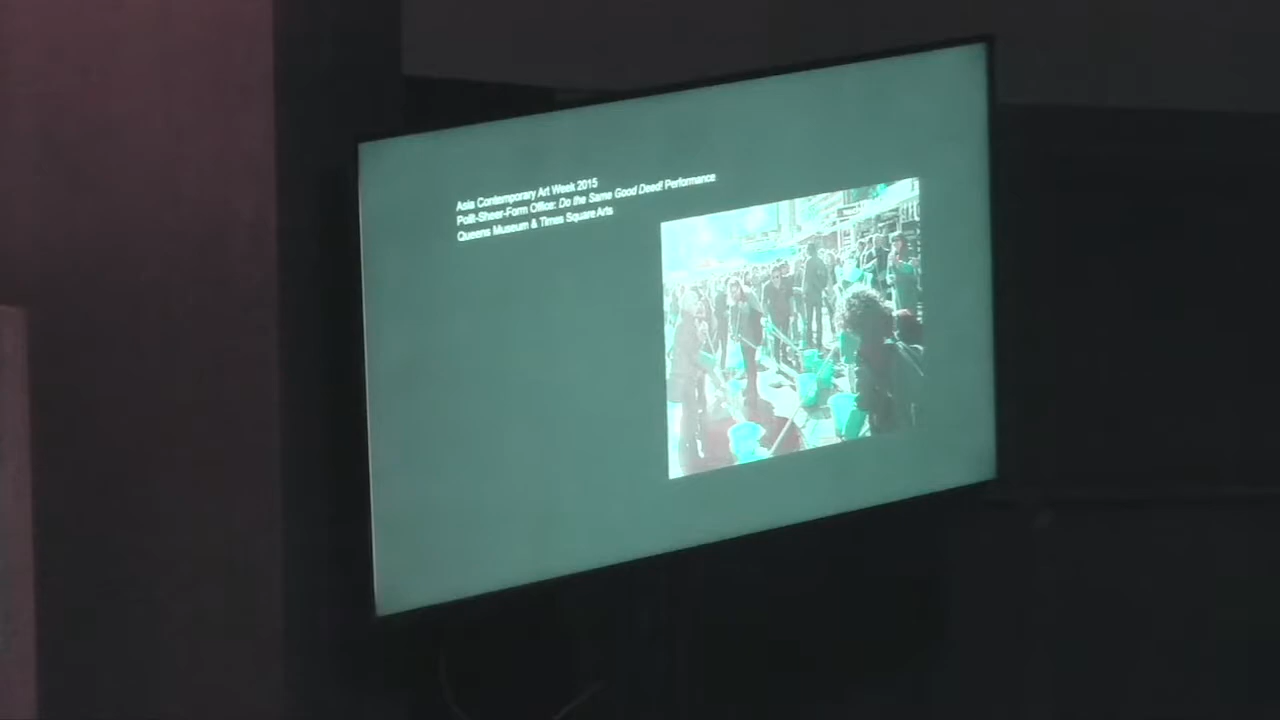 Asia Contemporary Art Week 2015
Polit-Sheer-Form Office: Do the Same Good Deed! Performance
Queens Museum & Times Square Arts